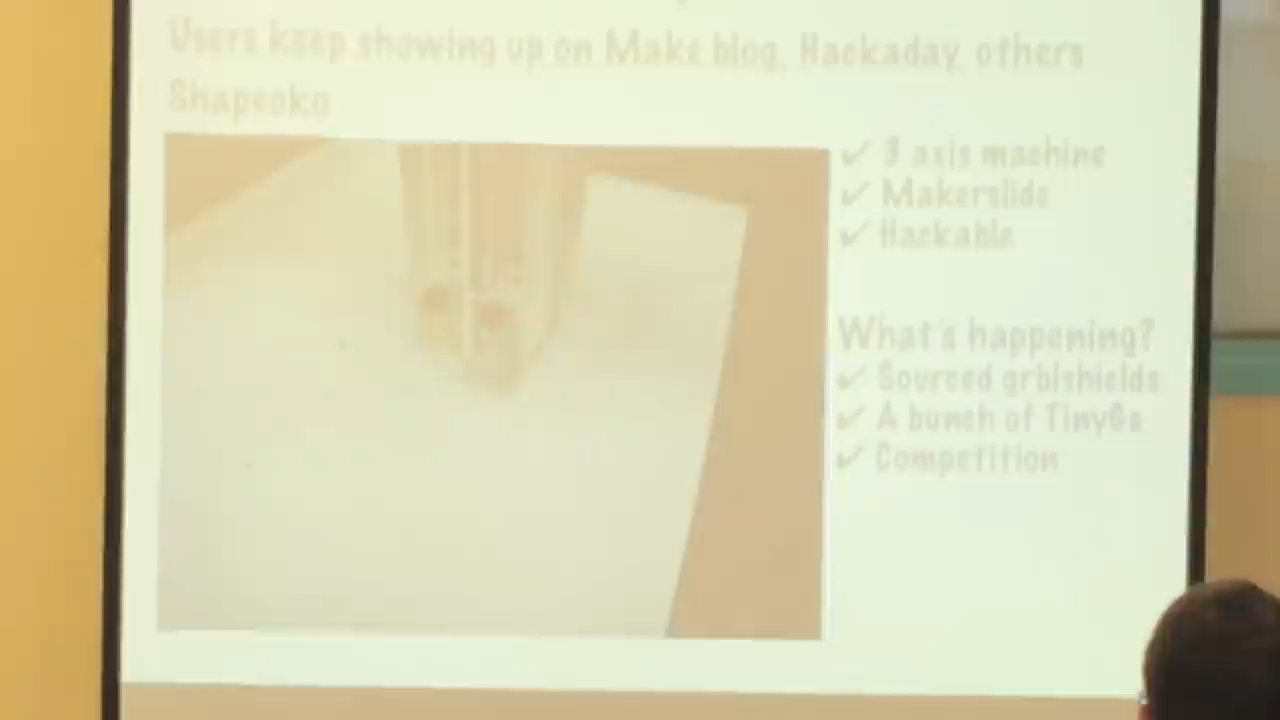 Users keep showing up on Make blog, Hackaday, others
Shapeoko
✔ 3 axis machine
✔ Makerslide
✔ Hackable
What's happening?
✔ Sourced grblshields
✔ A bunch of TinyGs
✔ Competition